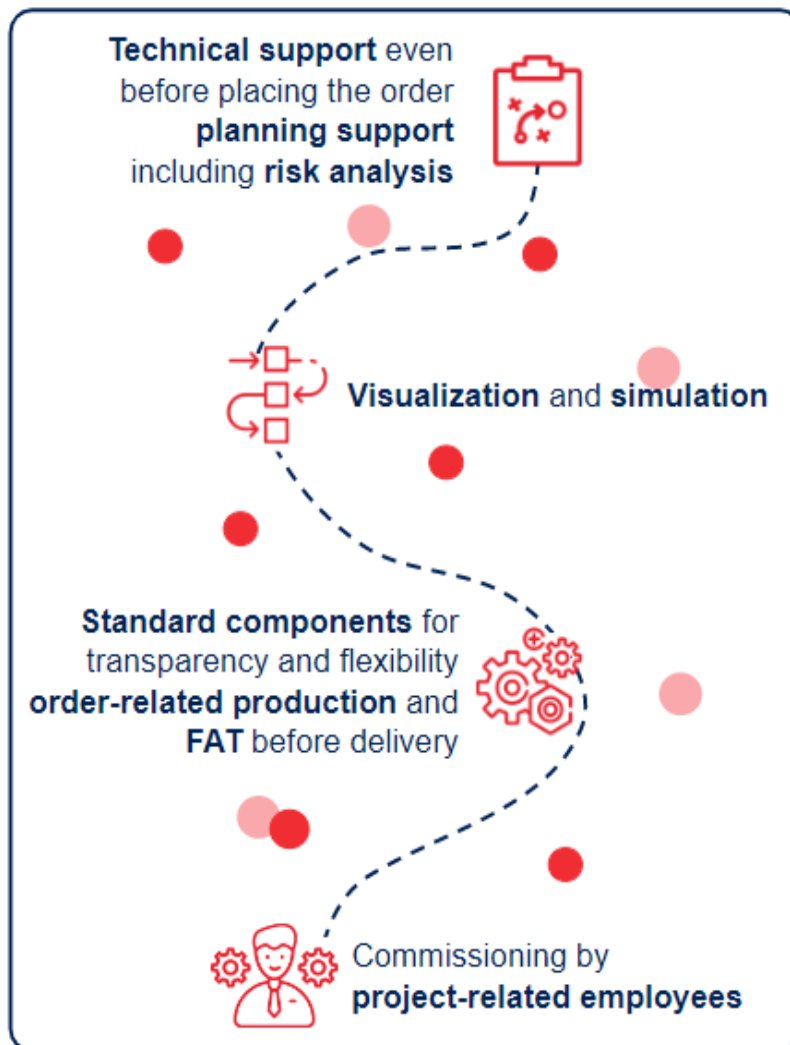 Technical support even
before placing the order
planning support
including risk analysis
Visualization and simulation
Standard components for
transparency and flexibility
order-related production and
FAT before delivery
Commissioning by
project-related employees